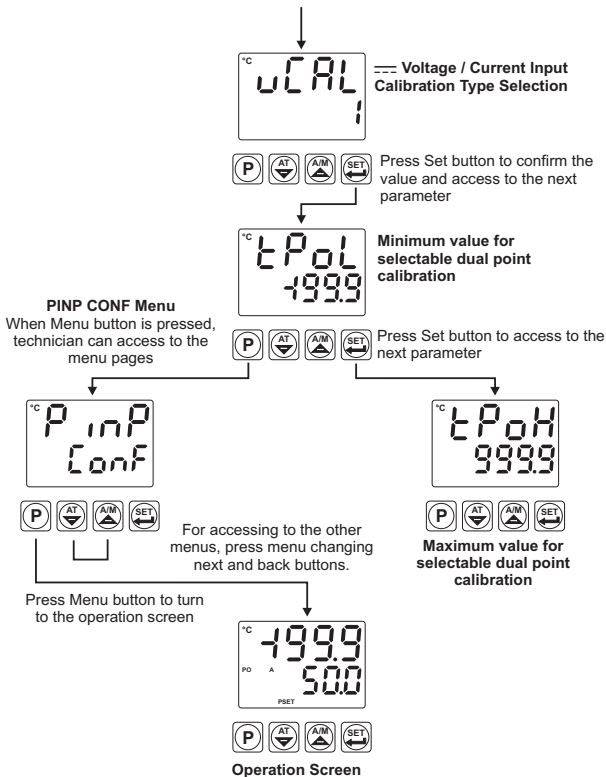 °C
uCAL
1
Voltage / Current Input
Calibration Type Selection
P AT A/M SET
Press Set button to confirm the
value and access to the next
parameter
°C
tPoL
-199.9
Minimum value for
selectable dual point
calibration
PINP CONF Menu
When Menu button is pressed,
technician can access to the
menu pages
P AT A/M SET
Press Set button to access to the
next parameter
°C
PinP
ConF
°C
tPoH
999.9
P AT A/M SET
P AT A/M SET
For accessing to the other
menus, press menu changing
next and back buttons.
Maximum value for
selectable dual point
calibration
Press Menu button to turn
to the operation screen
°C
-199.9
PO A
50.0
PSET
P AT A/M SET
Operation Screen